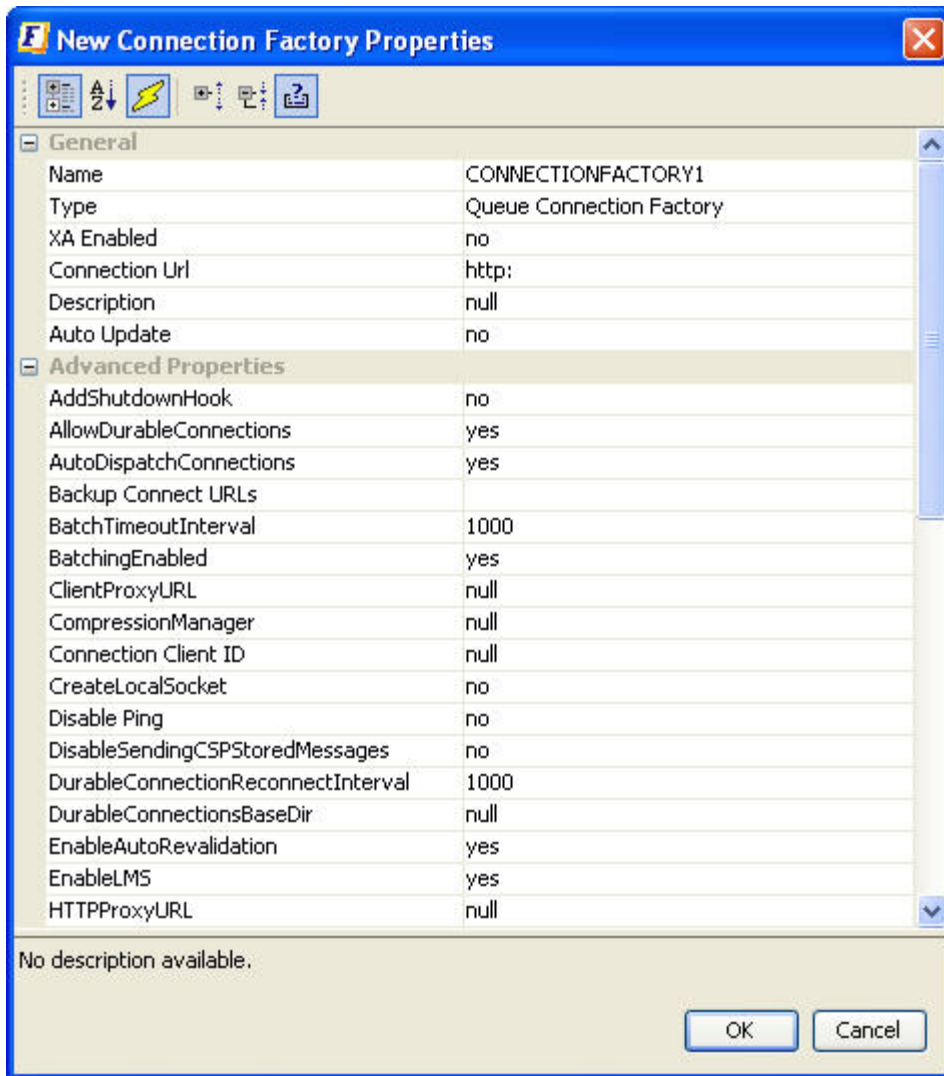 New Connection Factory Properties
General
Name CONNECTIONFACTORY1
Type Queue Connection Factory
XA Enabled no
Connection Url http:
Description null
Auto Update no
Advanced Properties
AddShutdownHook no
AllowDurableConnections yes
AutoDispatchConnections yes
Backup Connect URLs
BatchTimeoutInterval 1000
BatchingEnabled yes
ClientProxyURL null
CompressionManager null
Connection Client ID null
CreateLocalSocket no
Disable Ping no
DisableSendingCSPStoredMessages no
DurableConnectionReconnectInterval 1000
DurableConnectionsBaseDir null
EnableAutoRevalidation yes
EnableLMS yes
HTTPProxyURL null
No description available.
OK Cancel